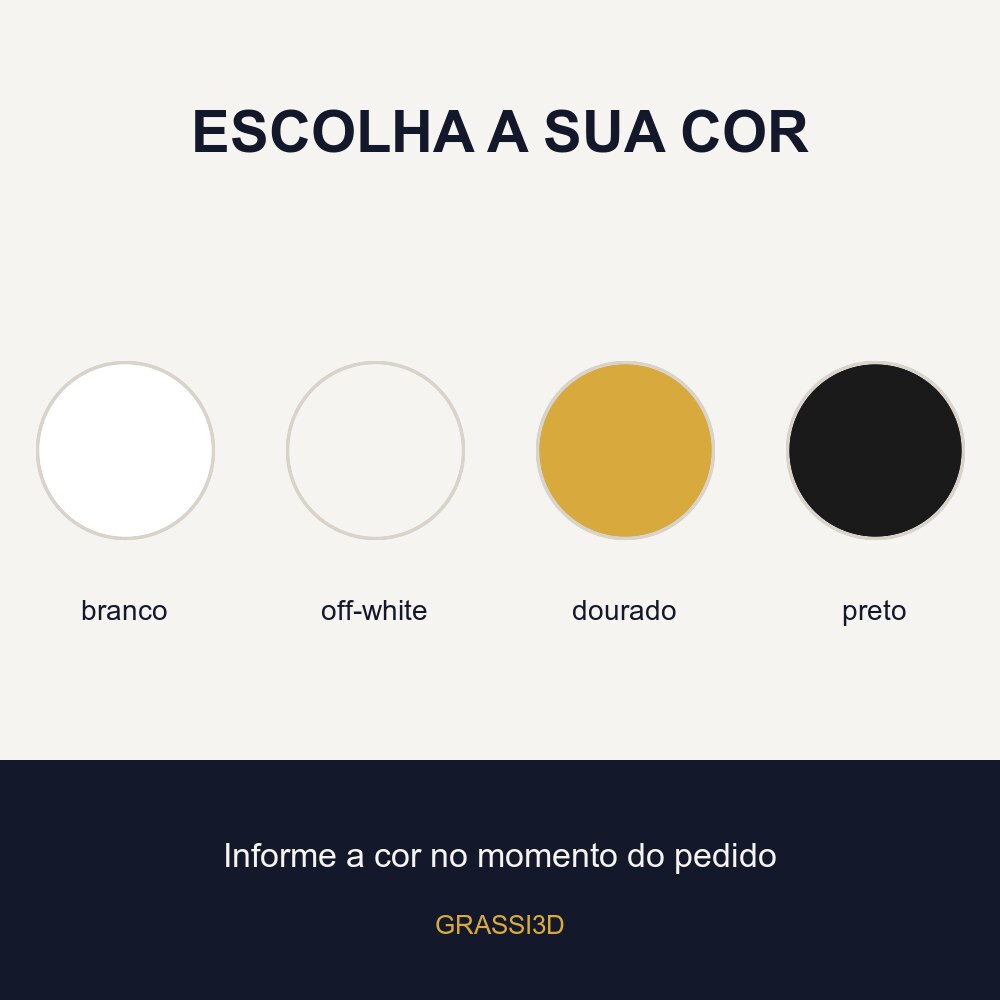 ESCOLHA A SUA COR
branco off-white dourado preto
Informe a cor no momento do pedido
GRASSI3D